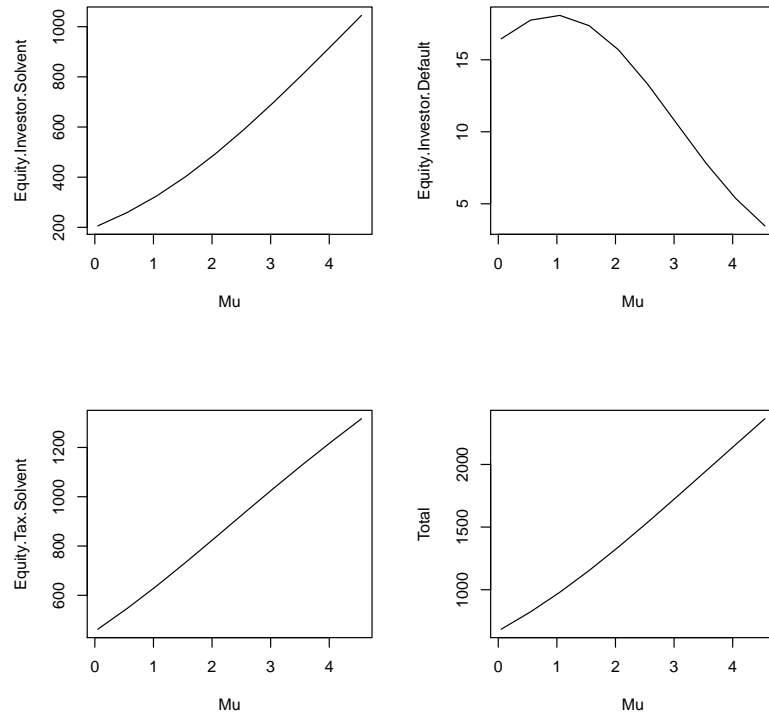 Equity.Investor.Solvent
200 400 600 800 1000
0 1 2 3 4
Mu
Equity.Investor.Default
5 10 15
0 1 2 3 4
Mu
Equity.Tax.Solvent
600 800 1000 1200
0 1 2 3 4
Mu
Total
1000 1500 2000
0 1 2 3 4
Mu